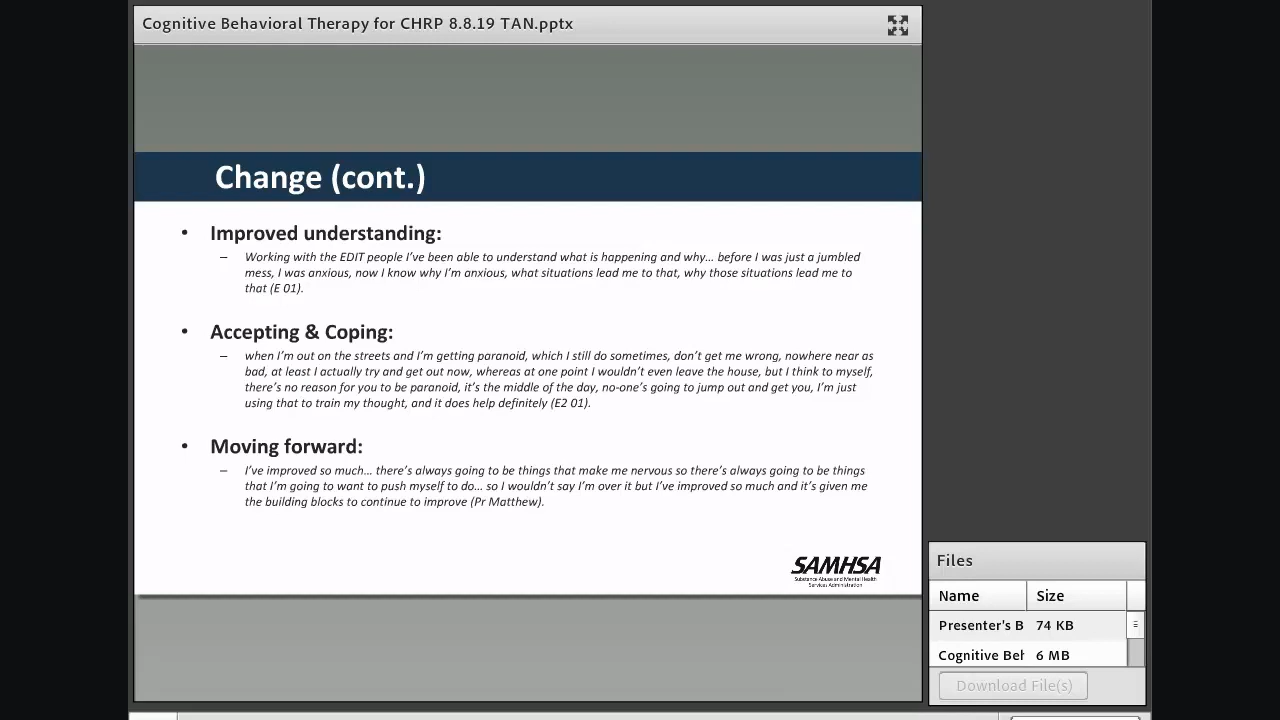 Cognitive Behavioral Therapy for CHRP 8.8.19 TAN.pptx
Change (cont.)
• Improved understanding:
– Working with the EDIT people I’ve been able to understand what is happening and why… before I was just a jumbled
mess, I was anxious, now I know why I’m anxious, what situations lead me to that, why those situations lead me to
that (E 01).
• Accepting & Coping:
– when I’m out on the streets and I’m getting paranoid, which I still do sometimes, don’t get me wrong, nowhere near as
bad, at least I actually try and get out now, whereas at one point I wouldn’t even leave the house, but I think to myself,
there’s no reason for you to be paranoid, it’s the middle of the day, no-one’s going to jump out and get you, I’m just
using that to train my thought, and it does help definitely (E2 01).
• Moving forward:
– I’ve improved so much… there’s always going to be things that make me nervous so there’s always going to be things
that I’m going to want to push myself to do… so I wouldn’t say I’m over it but I’ve improved so much and it’s given me
the building blocks to continue to improve (Pr Matthew).
SAMHSA
Substance Abuse and Mental Health
Services Administration
Files
Name Size
Presenter's B 74 KB
Cognitive Beh 6 MB
Download File(s)